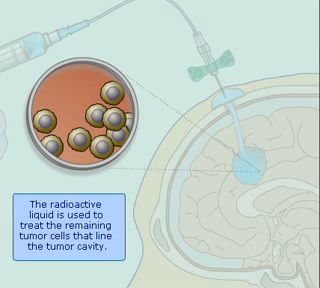 The radioactive
liquid is used to
treat the remaining
tumor cells that line
the tumor cavity.